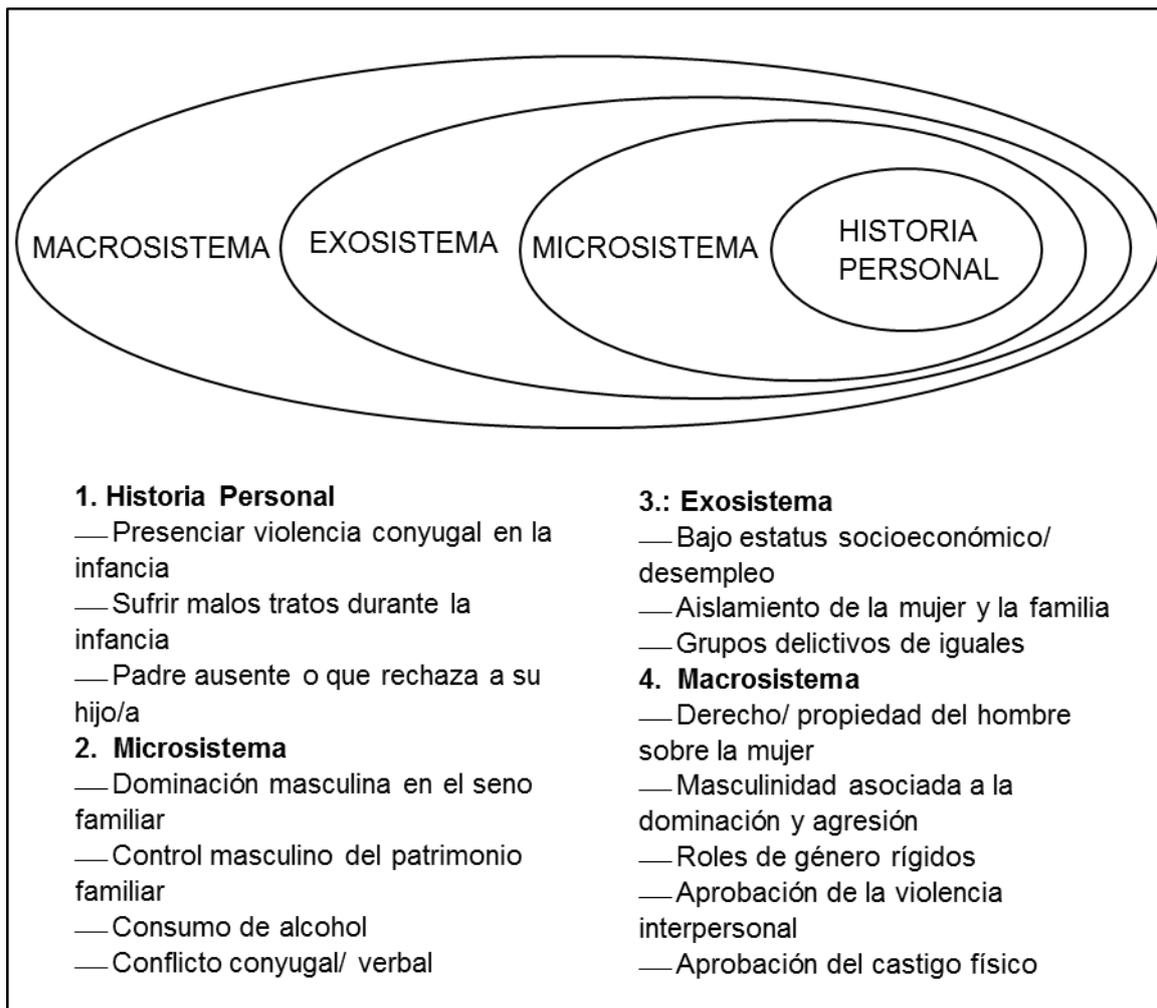 MACROSISTEMA
EXOSISTEMA
MICROSISTEMA
HISTORIA
PERSONAL
1. Historia Personal
— Presenciar violencia conyugal en la
infancia
— Sufrir malos tratos durante la
infancia
— Padre ausente o que rechaza a su
hijo/a
2. Microsistema
— Dominación masculina en el seno
familiar
— Control masculino del patrimonio
familiar
— Consumo de alcohol
— Conflicto conyugal/ verbal
3.: Exosistema
— Bajo estatus socioeconómico/
desempleo
— Aislamiento de la mujer y la familia
— Grupos delictivos de iguales
4. Macrosistema
— Derecho/ propiedad del hombre
sobre la mujer
— Masculinidad asociada a la
dominación y agresión
— Roles de género rígidos
— Aprobación de la violencia
interpersonal
— Aprobación del castigo físico